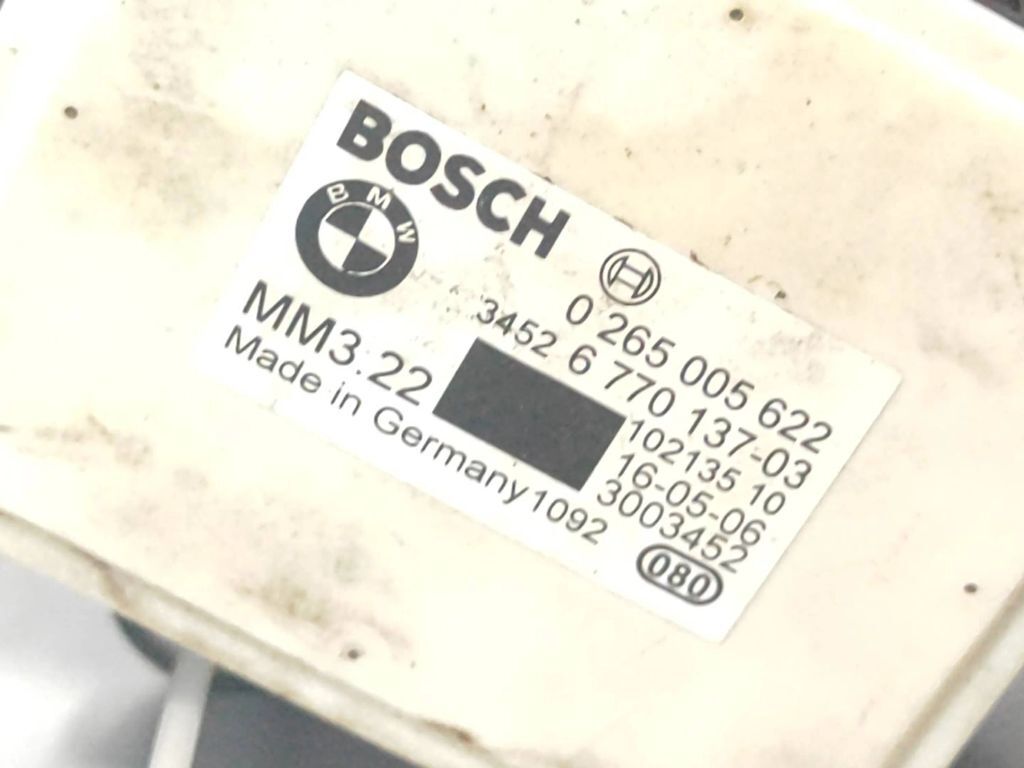 BOSCH
BMW
0 265 005 622
3452 6 770 137-03
MM3.22
102135 10
16-05-06
3003452
Made in Germany 1092
080